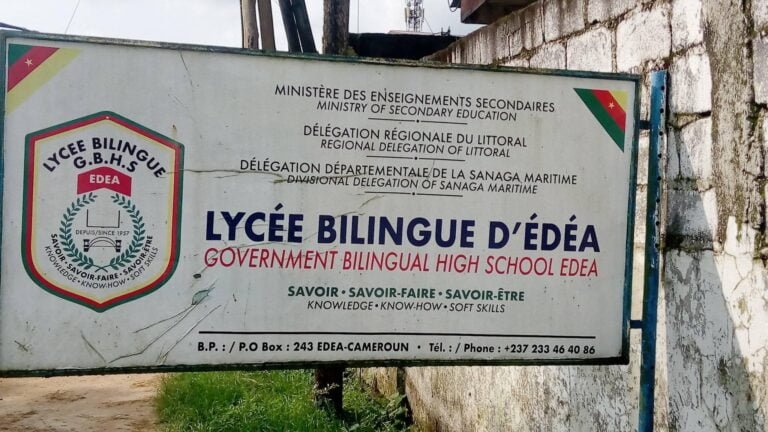 MINISTÈRE DES ENSEIGNEMENTS SECONDAIRES
MINISTRY OF SECONDARY EDUCATION
DÉLÉGATION RÉGIONALE DU LITTORAL
REGIONAL DELEGATION OF LITTORAL
DÉLÉGATION DÉPARTEMENTALE DE LA SANAGA MARITIME
DIVISIONAL DELEGATION OF SANAGA MARITIME
LYCEE BILINGUE
G.B.H.S
EDEA
DEPUIS/SINCE 1957
SAVOIR•SAVOIR-FAIRE•SAVOIR-ÊTRE
KNOWLEDGE•KNOW-HOW•SOFT SKILLS
LYCÉE BILINGUE D'ÉDÉA
GOVERNMENT BILINGUAL HIGH SCHOOL EDEA
SAVOIR • SAVOIR-FAIRE • SAVOIR-ÊTRE
KNOWLEDGE • KNOW-HOW • SOFT SKILLS
B.P. : / P.O Box : 243 EDEA-CAMEROUN • Tél. : / Phone : +237 233 46 40 86